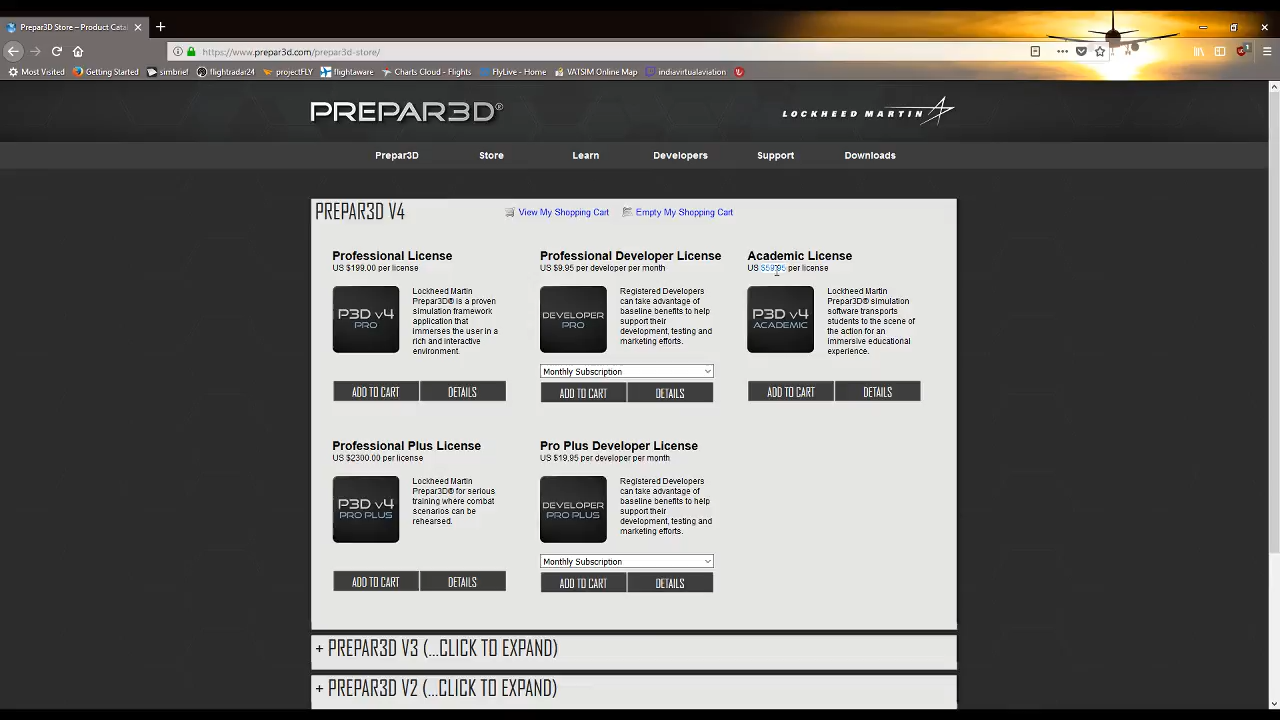 Prepar3D Store – Product Catal
https://www.prepar3d.com/prepar3d-store/
Most Visited Getting Started simbrief flightradar24 projectFLY flightaware Charts Cloud - Flights FlyLive - Home VATSIM Online Map indiavirtualaviation
PREPAR3D® LOCKHEED MARTIN
Prepar3D Store Learn Developers Support Downloads
PREPAR3D V4 View My Shopping Cart Empty My Shopping Cart
Professional License
US $199.00 per license
P3D v4
PRO
Lockheed Martin
Prepar3D® is a proven
simulation framework
application that
immerses the user in a
rich and interactive
environment.
ADD TO CART DETAILS
Professional Developer License
US $9.95 per developer per month
DEVELOPER
PRO
Registered Developers
can take advantage of
baseline benefits to help
support their
development, testing and
marketing efforts.
Monthly Subscription
ADD TO CART DETAILS
Academic License
US $59.95 per license
P3D v4
ACADEMIC
Lockheed Martin
Prepar3D® simulation
software transports
students to the scene of
the action for an
immersive educational
experience.
ADD TO CART DETAILS
Professional Plus License
US $2300.00 per license
P3D v4
PRO PLUS
Lockheed Martin
Prepar3D® for serious
training where combat
scenarios can be
rehearsed.
ADD TO CART DETAILS
Pro Plus Developer License
US $19.95 per developer per month
DEVELOPER
PRO PLUS
Registered Developers
can take advantage of
baseline benefits to help
support their
development, testing and
marketing efforts.
Monthly Subscription
ADD TO CART DETAILS
+ PREPAR3D V3 (...CLICK TO EXPAND)
+ PREPAR3D V2 (...CLICK TO EXPAND)